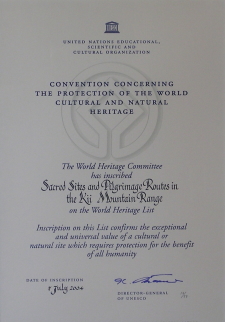 UNITED NATIONS EDUCATIONAL,
SCIENTIFIC AND
CULTURAL ORGANIZATION
CONVENTION CONCERNING
THE PROTECTION OF THE WORLD
CULTURAL AND NATURAL
HERITAGE
The World Heritage Committee
has inscribed
Sacred Sites and Pilgrimage Routes in
the Kii Mountain Range
on the World Heritage List
Inscription on this List confirms the exceptional
and universal value of a cultural or
natural site which requires protection for the benefit
of all humanity
DATE OF INSCRIPTION
7 July 2004
DIRECTOR-GENERAL
OF UNESCO